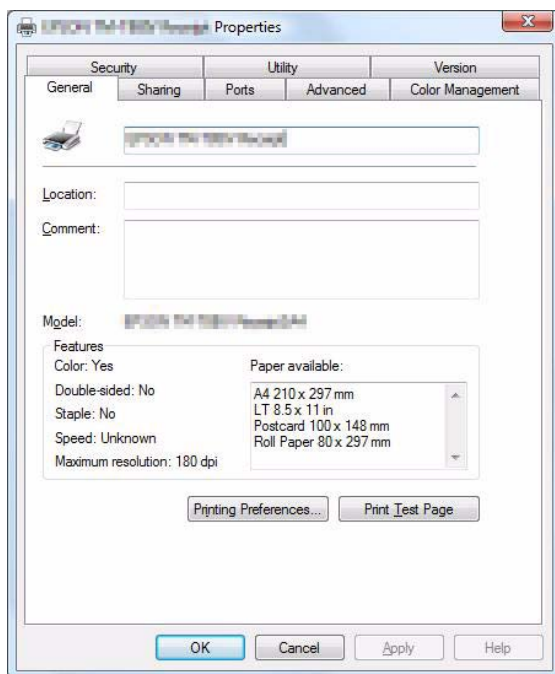 Properties
Security Utility Version
General Sharing Ports Advanced Color Management
Location:
Comment:
Model:
Features
Color: Yes
Double-sided: No
Staple: No
Speed: Unknown
Maximum resolution: 180 dpi
Paper available:
A4 210 x 297 mm
LT 8.5 x 11 in
Postcard 100 x 148 mm
Roll Paper 80 x 297 mm
Printing Preferences... Print Test Page
OK Cancel Apply Help